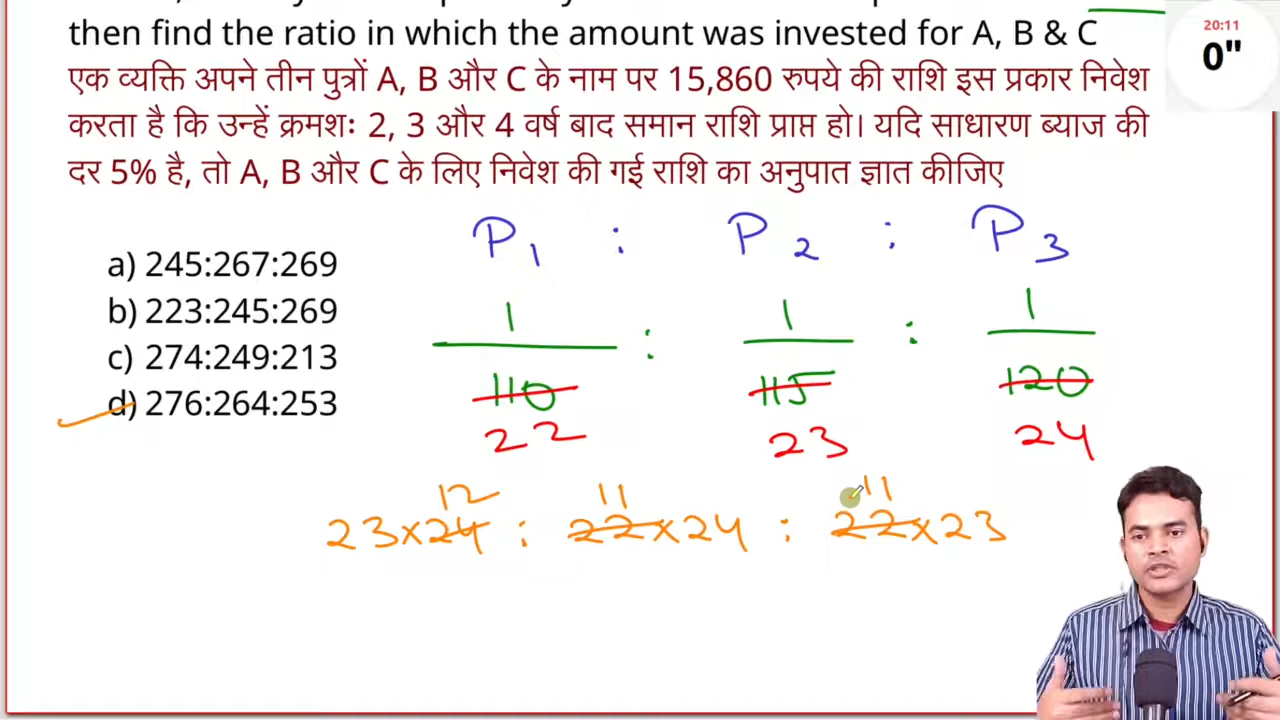 then find the ratio in which the amount was invested for A, B & C
20:11
0"
एक व्यक्ति अपने तीन पुत्रों A, B और C के नाम पर 15,860 रुपये की राशि इस प्रकार निवेश
करता है कि उन्हें क्रमशः 2, 3 और 4 वर्ष बाद समान राशि प्राप्त हो। यदि साधारण ब्याज की
दर 5% है, तो A, B और C के लिए निवेश की गई राशि का अनुपात ज्ञात कीजिए
P1 : P2 : P3
a) 245:267:269
b) 223:245:269
c) 274:249:213
d) 276:264:253
1 : 1 : 1
110 115 120
22 23 24
12 11 11
23×24 : 22×24 : 22×23